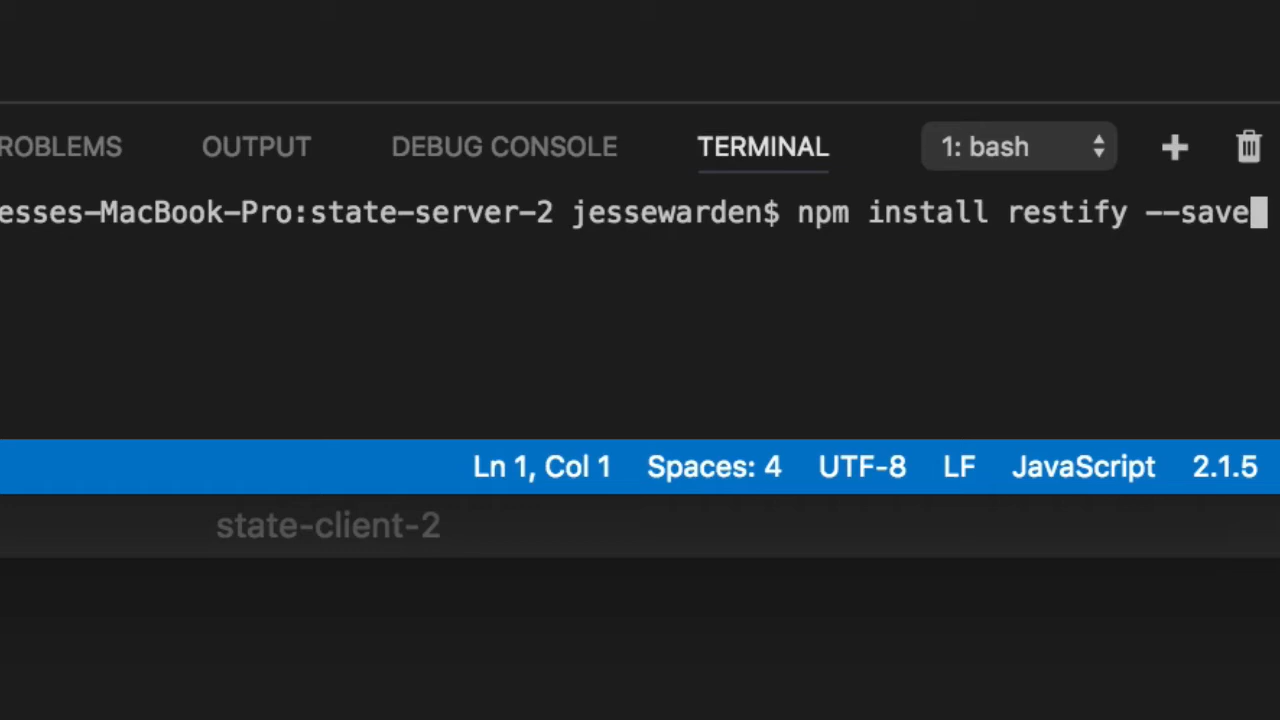 ROBLEMS OUTPUT DEBUG CONSOLE TERMINAL 1: bash
esses-MacBook-Pro:state-server-2 jessewarden$ npm install restify --save
Ln 1, Col 1 Spaces: 4 UTF-8 LF JavaScript 2.1.5
state-client-2